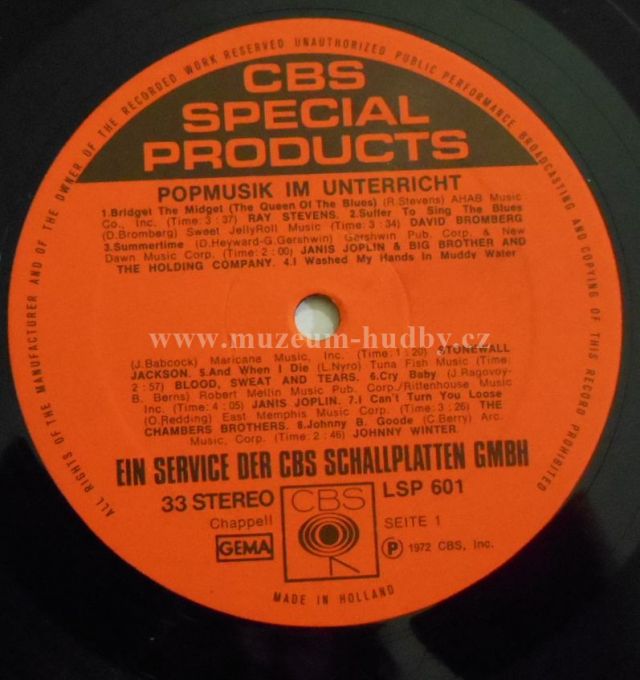 ALL RIGHTS OF THE MANUFACTURER AND OF THE OWNER OF THE RECORDED WORK RESERVED UNAUTHORIZED PUBLIC PERFORMANCE BROADCASTING AND COPYING OF THIS RECORD PROHIBITED
CBS
SPECIAL
PRODUCTS
POPMUSIK IM UNTERRICHT
1.Bridget The Midget (The Queen Of The Blues) (R.Stevens) AHAB Music
Co., Inc. (Time: 3:37) RAY STEVENS. 2.Suffer To Sing The Blues
(D.Bromberg) Sweet JellyRoll Music (Time: 3:34) DAVID BROMBERG
3.Summertime (D.Heyward-G.Gershwin) Gershwin Pub. Corp. & New
Dawn Music Corp. (Time: 2:00) JANIS JOPLIN & BIG BROTHER AND
THE HOLDING COMPANY. 4.I Washed My Hands In Muddy Water
www.muzeum-hudby.cz
(J.Babcock) Maricana Music, Inc. (Time: 1:20) STONEWALL
JACKSON. 5.And When I Die (L.Nyro) Tuna Fish Music (Time:
2:57) BLOOD, SWEAT AND TEARS. 6.Cry Baby (J.Ragovoy-
B. Berns) Robert Mellin Music Pub. Corp./Rittenhouse Music
Inc. (Time: 4:05) JANIS JOPLIN. 7.I Can't Turn You Loose
(O.Redding) East Memphis Music Corp. (Time: 3:26) THE
CHAMBERS BROTHERS. 8.Johnny B. Goode (C.Berry) Arc.
Music, Corp. (Time: 2:46) JOHNNY WINTER.
EIN SERVICE DER CBS SCHALLPLATTEN GMBH
33 STEREO CBS LSP 601
Chappell SEITE 1
GEMA ℗ 1972 CBS, Inc.
MADE IN HOLLAND